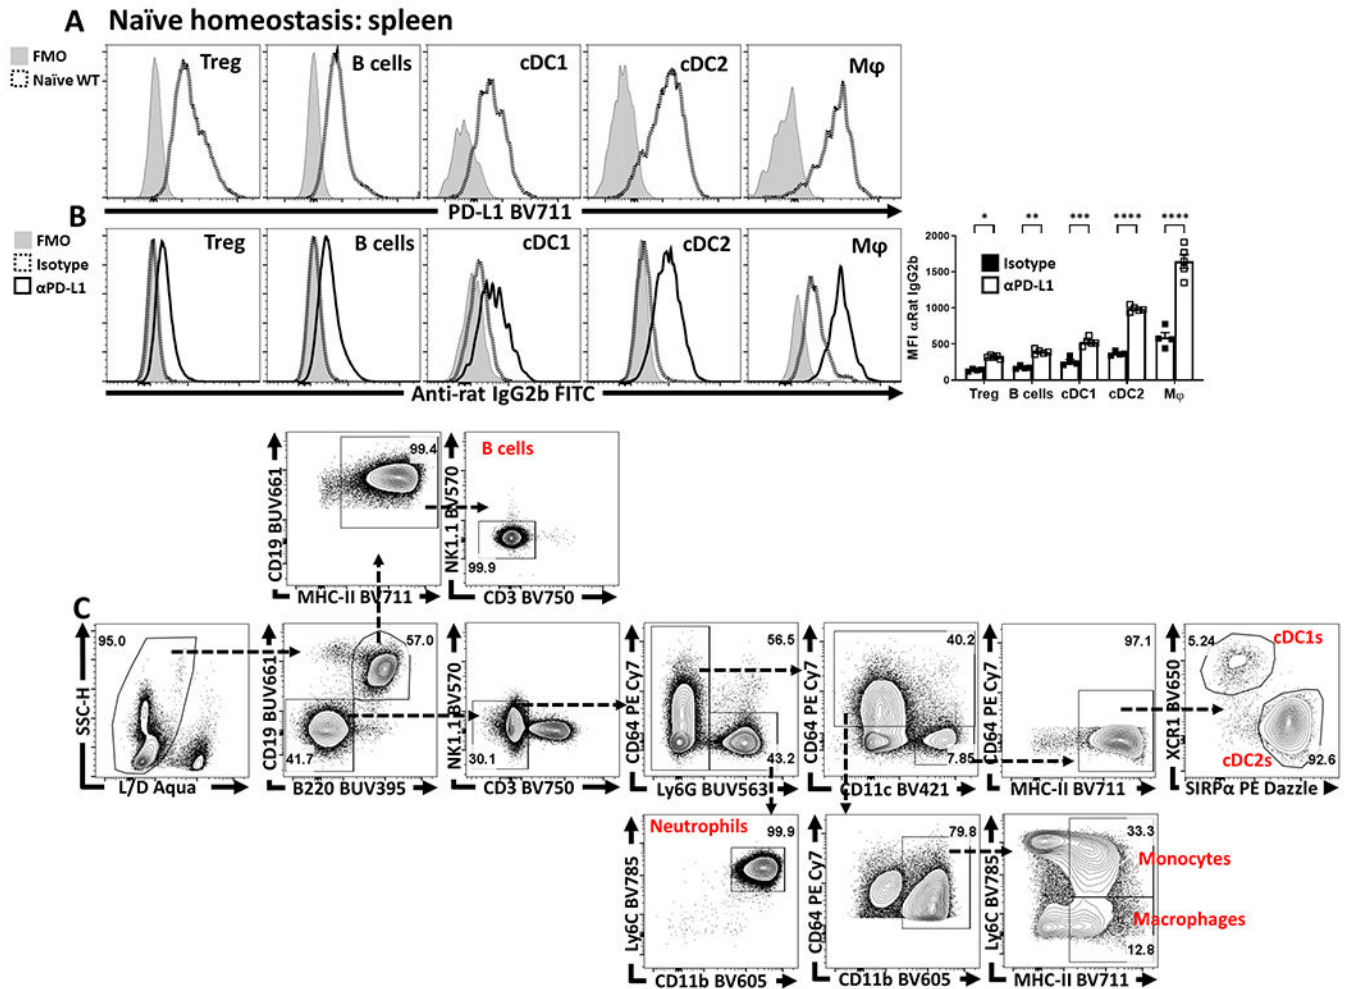 A Naïve homeostasis: spleen
FMO
Naïve WT
Treg
B cells
cDC1
cDC2
Mφ
PD-L1 BV711
B
FMO
Isotype
αPD-L1
Treg
B cells
cDC1
cDC2
Mφ
Anti-rat IgG2b FITC
* ** *** **** ****
MFI αRat IgG2b
2000
1500
1000
500
0
Isotype
αPD-L1
Treg B cells cDC1 cDC2 Mφ
CD19 BUV661
99.4
MHC-II BV711
NK1.1 BV570
B cells
99.9
CD3 BV750
C
SSC-H
95.0
L/D Aqua
CD19 BUV661
57.0
41.7
B220 BUV395
NK1.1 BV570
30.1
CD3 BV750
CD64 PE Cy7
56.5
43.2
Ly6G BUV563
CD64 PE Cy7
40.2
7.85
CD11c BV421
CD64 PE Cy7
97.1
MHC-II BV711
XCR1 BV650
5.24
cDC1s
cDC2s
92.6
SIRPα PE Dazzle
Ly6C BV785
Neutrophils
99.9
CD11b BV605
CD64 PE Cy7
79.8
CD11b BV605
Ly6C BV785
33.3
Monocytes
Macrophages
12.8
MHC-II BV711